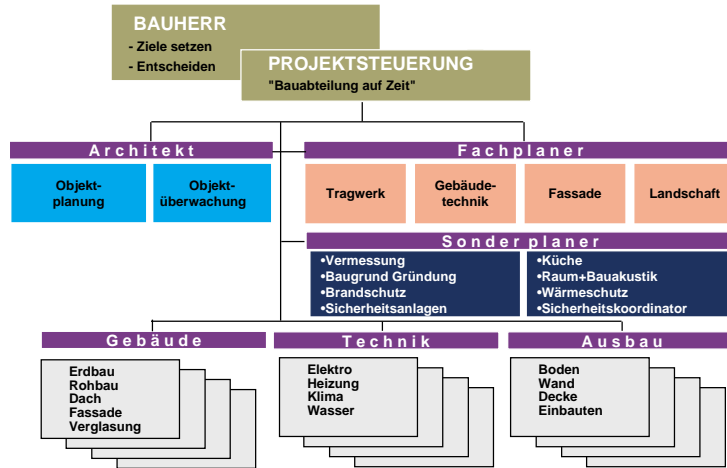 BAUHERR
- Ziele setzen
- Entscheiden
PROJEKTSTEUERUNG
"Bauabteilung auf Zeit"
Architekt
Fachplaner
Objekt-
planung
Objekt-
überwachung
Tragwerk
Gebäude-
technik
Fassade
Landschaft
Sonderplaner
•Vermessung
•Baugrund Gründung
•Brandschutz
•Sicherheitsanlagen
•Küche
•Raum+Bauakustik
•Wärmeschutz
•Sicherheitskoordinator
Gebäude
Technik
Ausbau
Erdbau
Rohbau
Dach
Fassade
Verglasung
Elektro
Heizung
Klima
Wasser
Boden
Wand
Decke
Einbauten